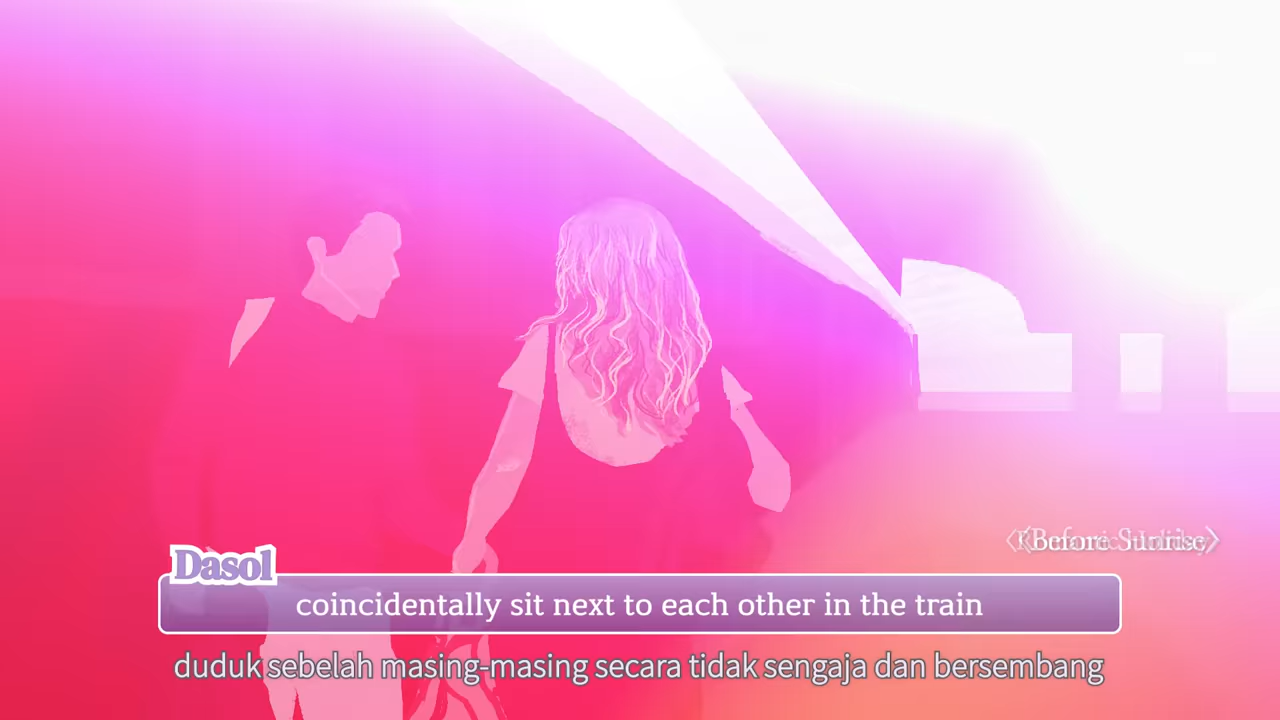 <Before Sunrise>
Dasol
coincidentally sit next to each other in the train
duduk sebelah masing-masing secara tidak sengaja dan bersembang